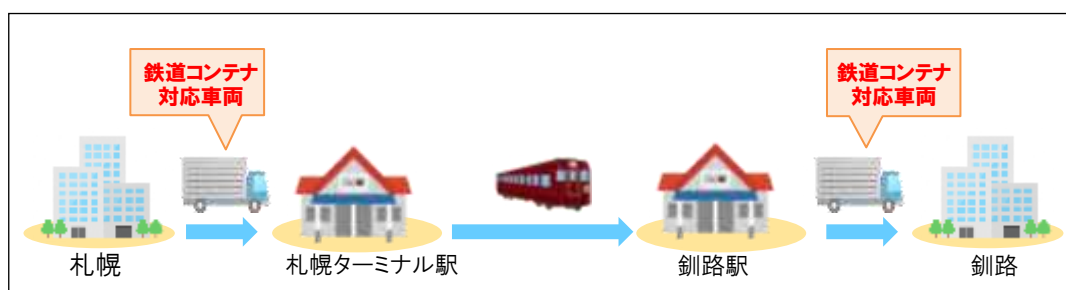 鉄道コンテナ
対応車両
鉄道コンテナ
対応車両
札幌
札幌ターミナル駅
釧路駅
釧路